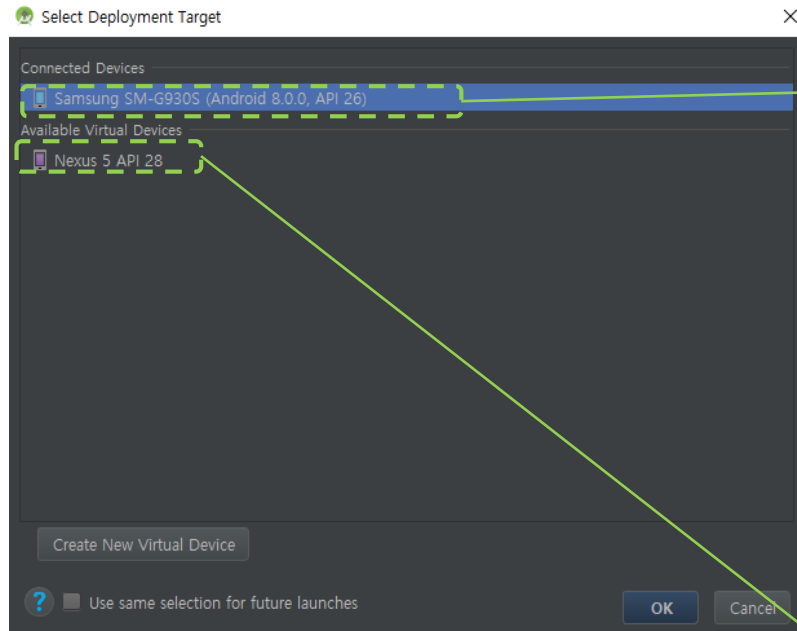 Select Deployment Target
Connected Devices
Samsung SM-G930S (Android 8.0.0, API 26)
Available Virtual Devices
Nexus 5 API 28
Create New Virtual Device
? Use same selection for future launches
OK Cancel